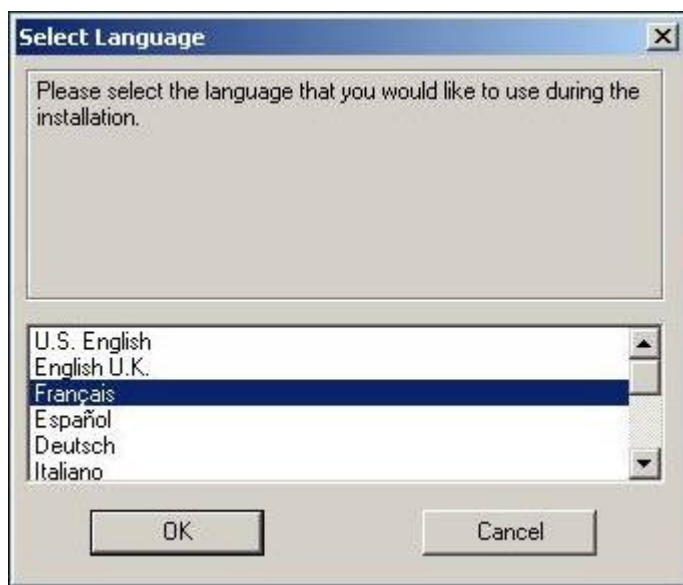 Select Language
Please select the language that you would like to use during the
installation.
U.S. English
English U.K.
Français
Español
Deutsch
Italiano
OK
Cancel